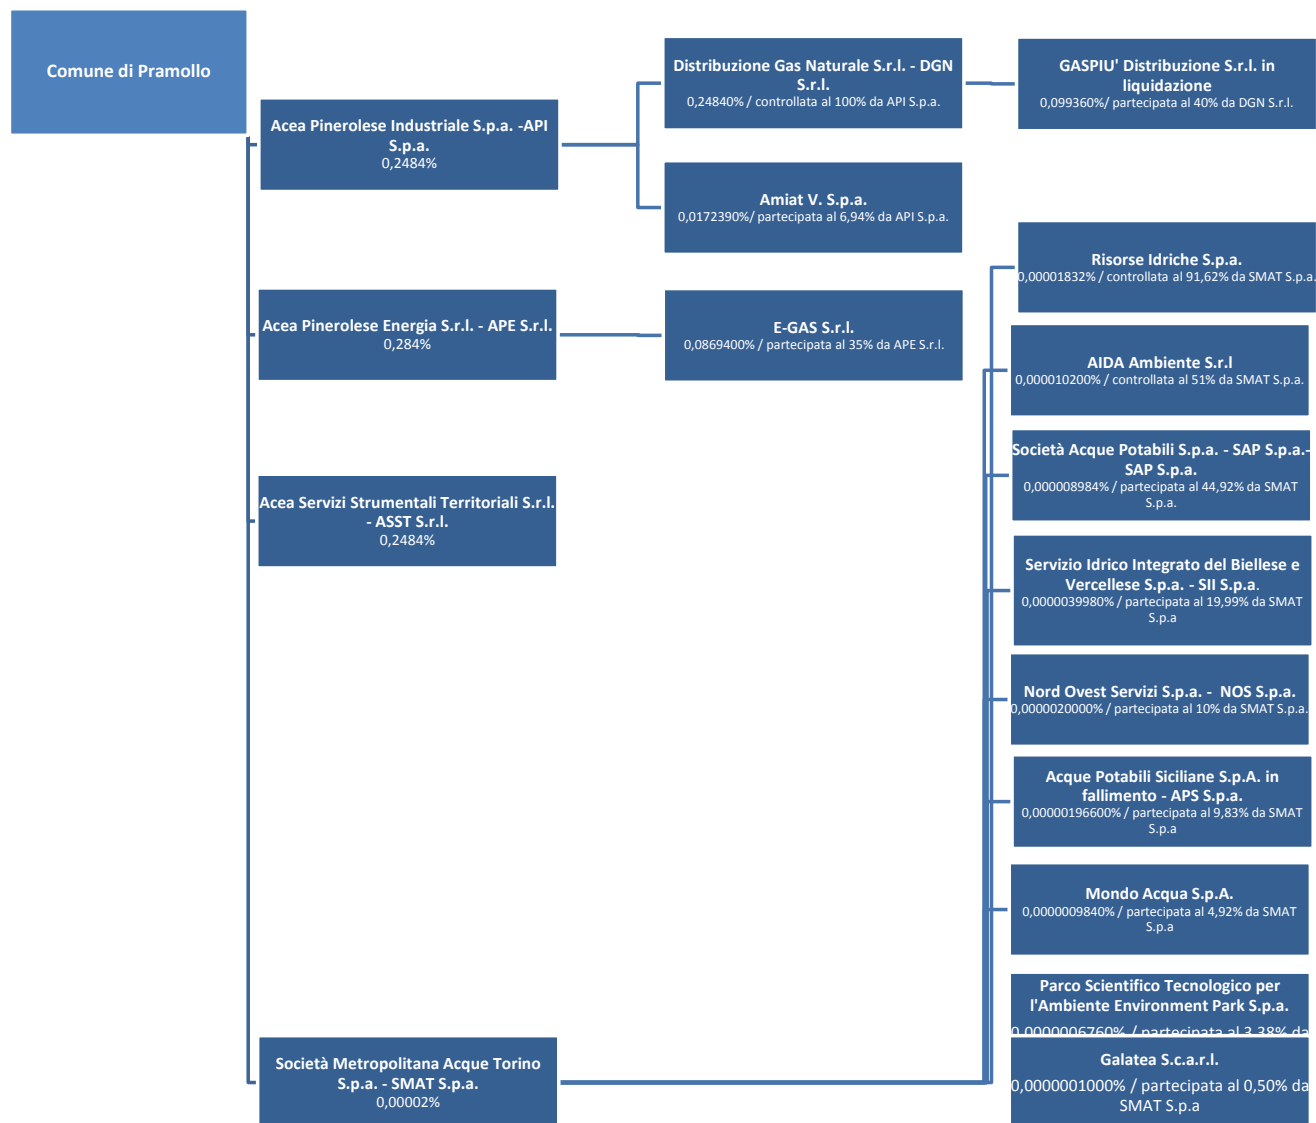 Comune di Pramollo
Acea Pinerolese Industriale S.p.a. -API
S.p.a.
0,2484%
Distribuzione Gas Naturale S.r.l. - DGN
S.r.l.
0,24840% / controllata al 100% da API S.p.a.
GASPIU' Distribuzione S.r.l. in
liquidazione
0,099360%/ partecipata al 40% da DGN S.r.l.
Amiat V. S.p.a.
0,0172390%/ partecipata al 6,94% da API S.p.a.
Acea Pinerolese Energia S.r.l. - APE S.r.l.
0,284%
E-GAS S.r.l.
0,0869400% / partecipata al 35% da APE S.r.l.
Acea Servizi Strumentali Territoriali S.r.l.
- ASST S.r.l.
0,2484%
Società Metropolitana Acque Torino
S.p.a. - SMAT S.p.a.
0,00002%
Risorse Idriche S.p.a.
0,00001832% / controllata al 91,62% da SMAT S.p.a.
AIDA Ambiente S.r.l
0,000010200% / controllata al 51% da SMAT S.p.a.
Società Acque Potabili S.p.a. - SAP S.p.a.-
SAP S.p.a.
0,000008984% / partecipata al 44,92% da SMAT
S.p.a.
Servizio Idrico Integrato del Biellese e
Vercellese S.p.a. - SII S.p.a.
0,0000039980% / partecipata al 19,99% da SMAT
S.p.a
Nord Ovest Servizi S.p.a. -  NOS S.p.a.
0,0000020000% / partecipata al 10% da SMAT S.p.a.
Acque Potabili Siciliane S.p.A. in
fallimento - APS S.p.a.
0,00000196600% / partecipata al 9,83% da SMAT
S.p.a
Mondo Acqua S.p.A.
0,0000009840% / partecipata al 4,92% da SMAT
S.p.a
Parco Scientifico Tecnologico per
l'Ambiente Environment Park S.p.a.
0,0000006760% / partecipata al 3,38% da
Galatea S.c.a.r.l.
0,0000001000% / partecipata al 0,50% da
SMAT S.p.a